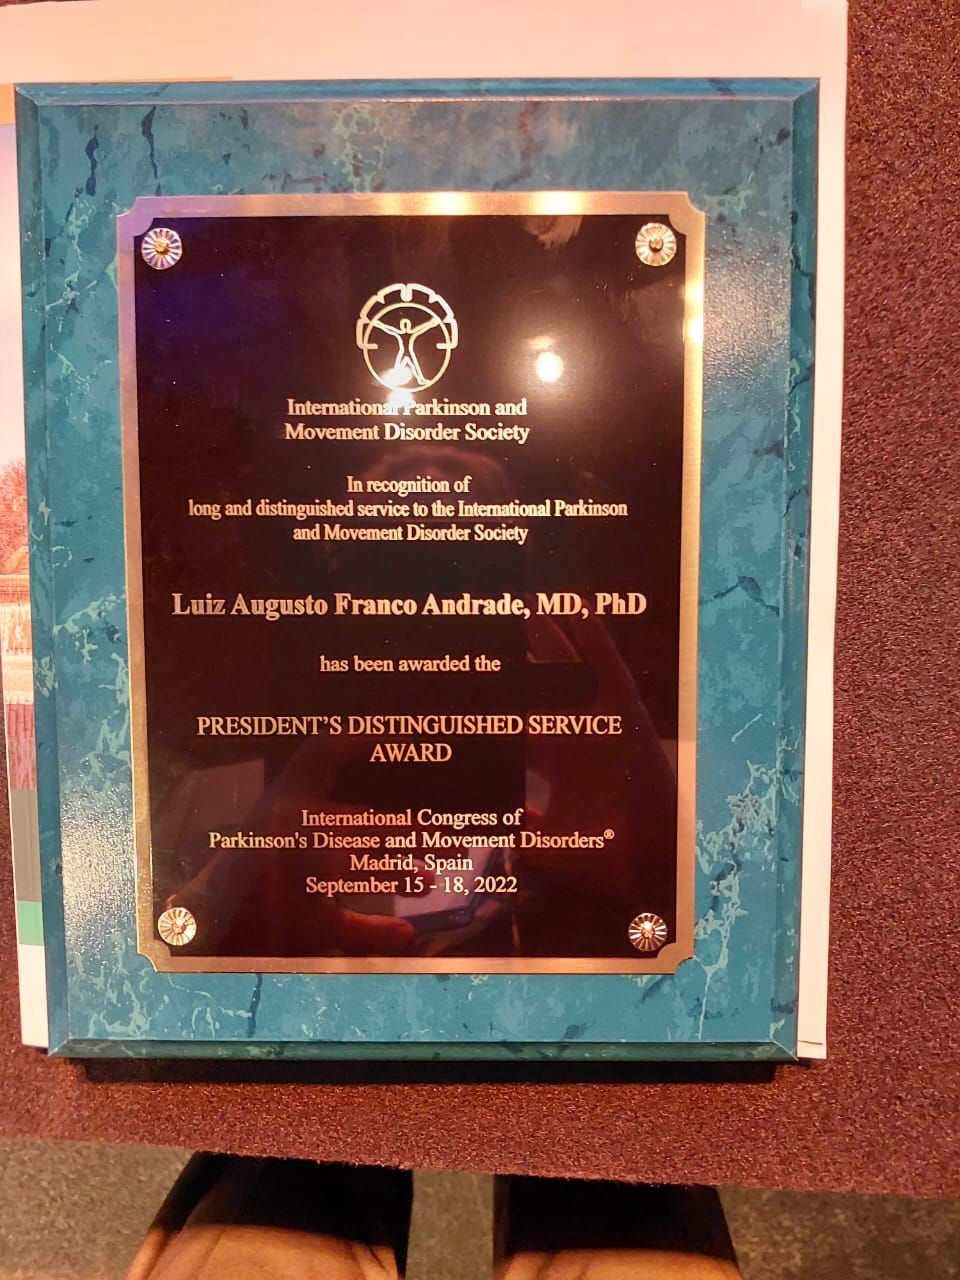 International Parkinson and
Movement Disorder Society
In recognition of
long and distinguished service to the International Parkinson
and Movement Disorder Society
Luiz Augusto Franco Andrade, MD, PhD
has been awarded the
PRESIDENT'S DISTINGUISHED SERVICE
AWARD
International Congress of
Parkinson's Disease and Movement Disorders®
Madrid, Spain
September 15 - 18, 2022